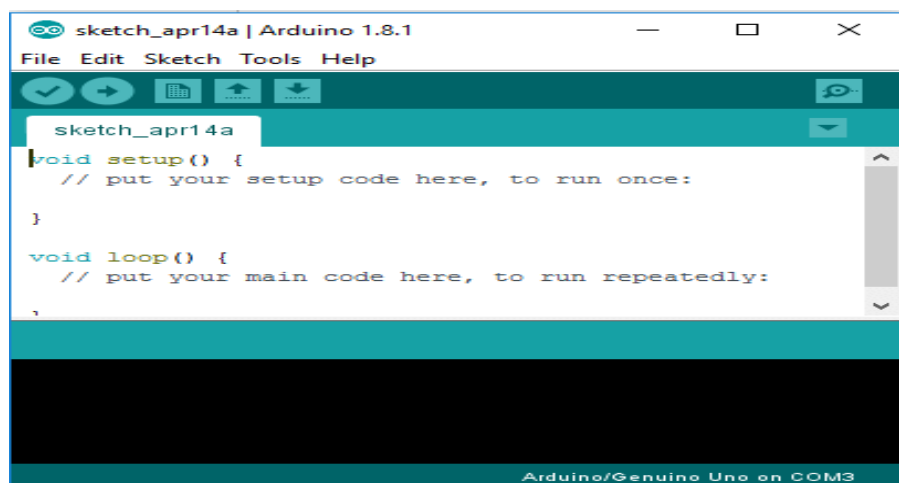 sketch_apr14a | Arduino 1.8.1
File Edit Sketch Tools Help
sketch_apr14a
void setup() {
  // put your setup code here, to run once:

}

void loop() {
  // put your main code here, to run repeatedly:

}
Arduino/Genuino Uno on COM3